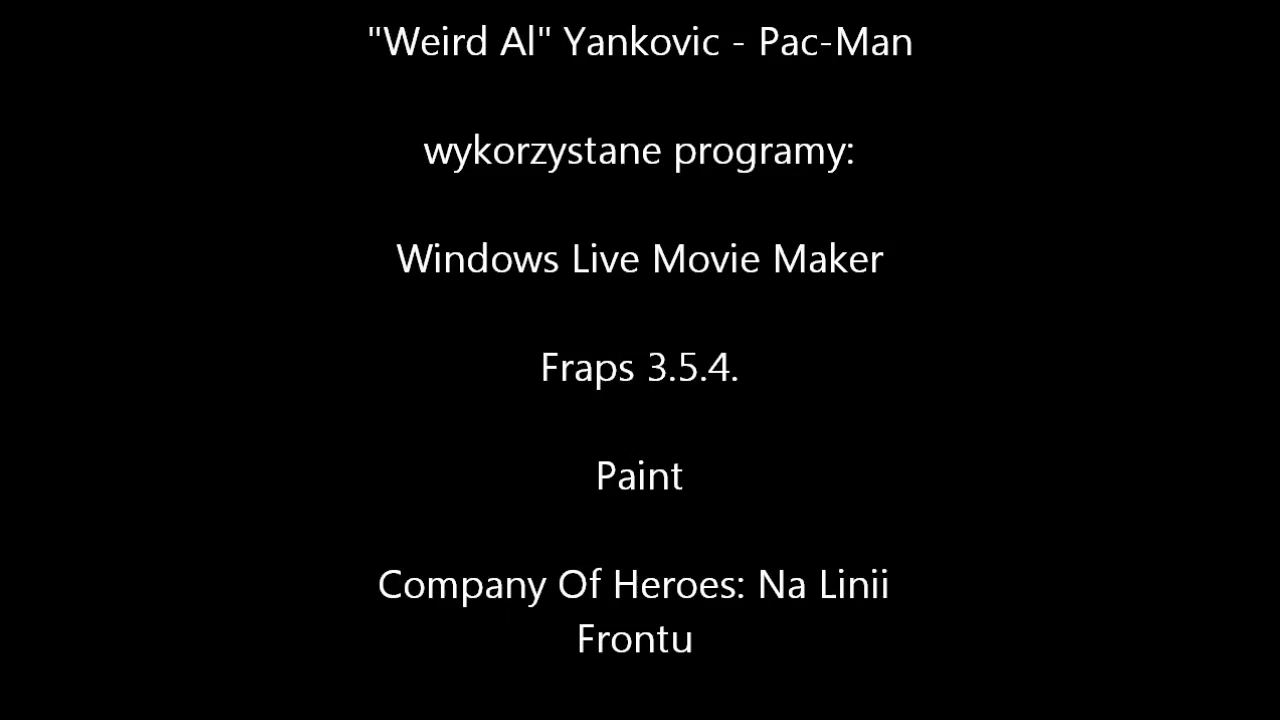 "Weird Al" Yankovic - Pac-Man
wykorzystane programy:
Windows Live Movie Maker
Fraps 3.5.4.
Paint
Company Of Heroes: Na Linii
Frontu